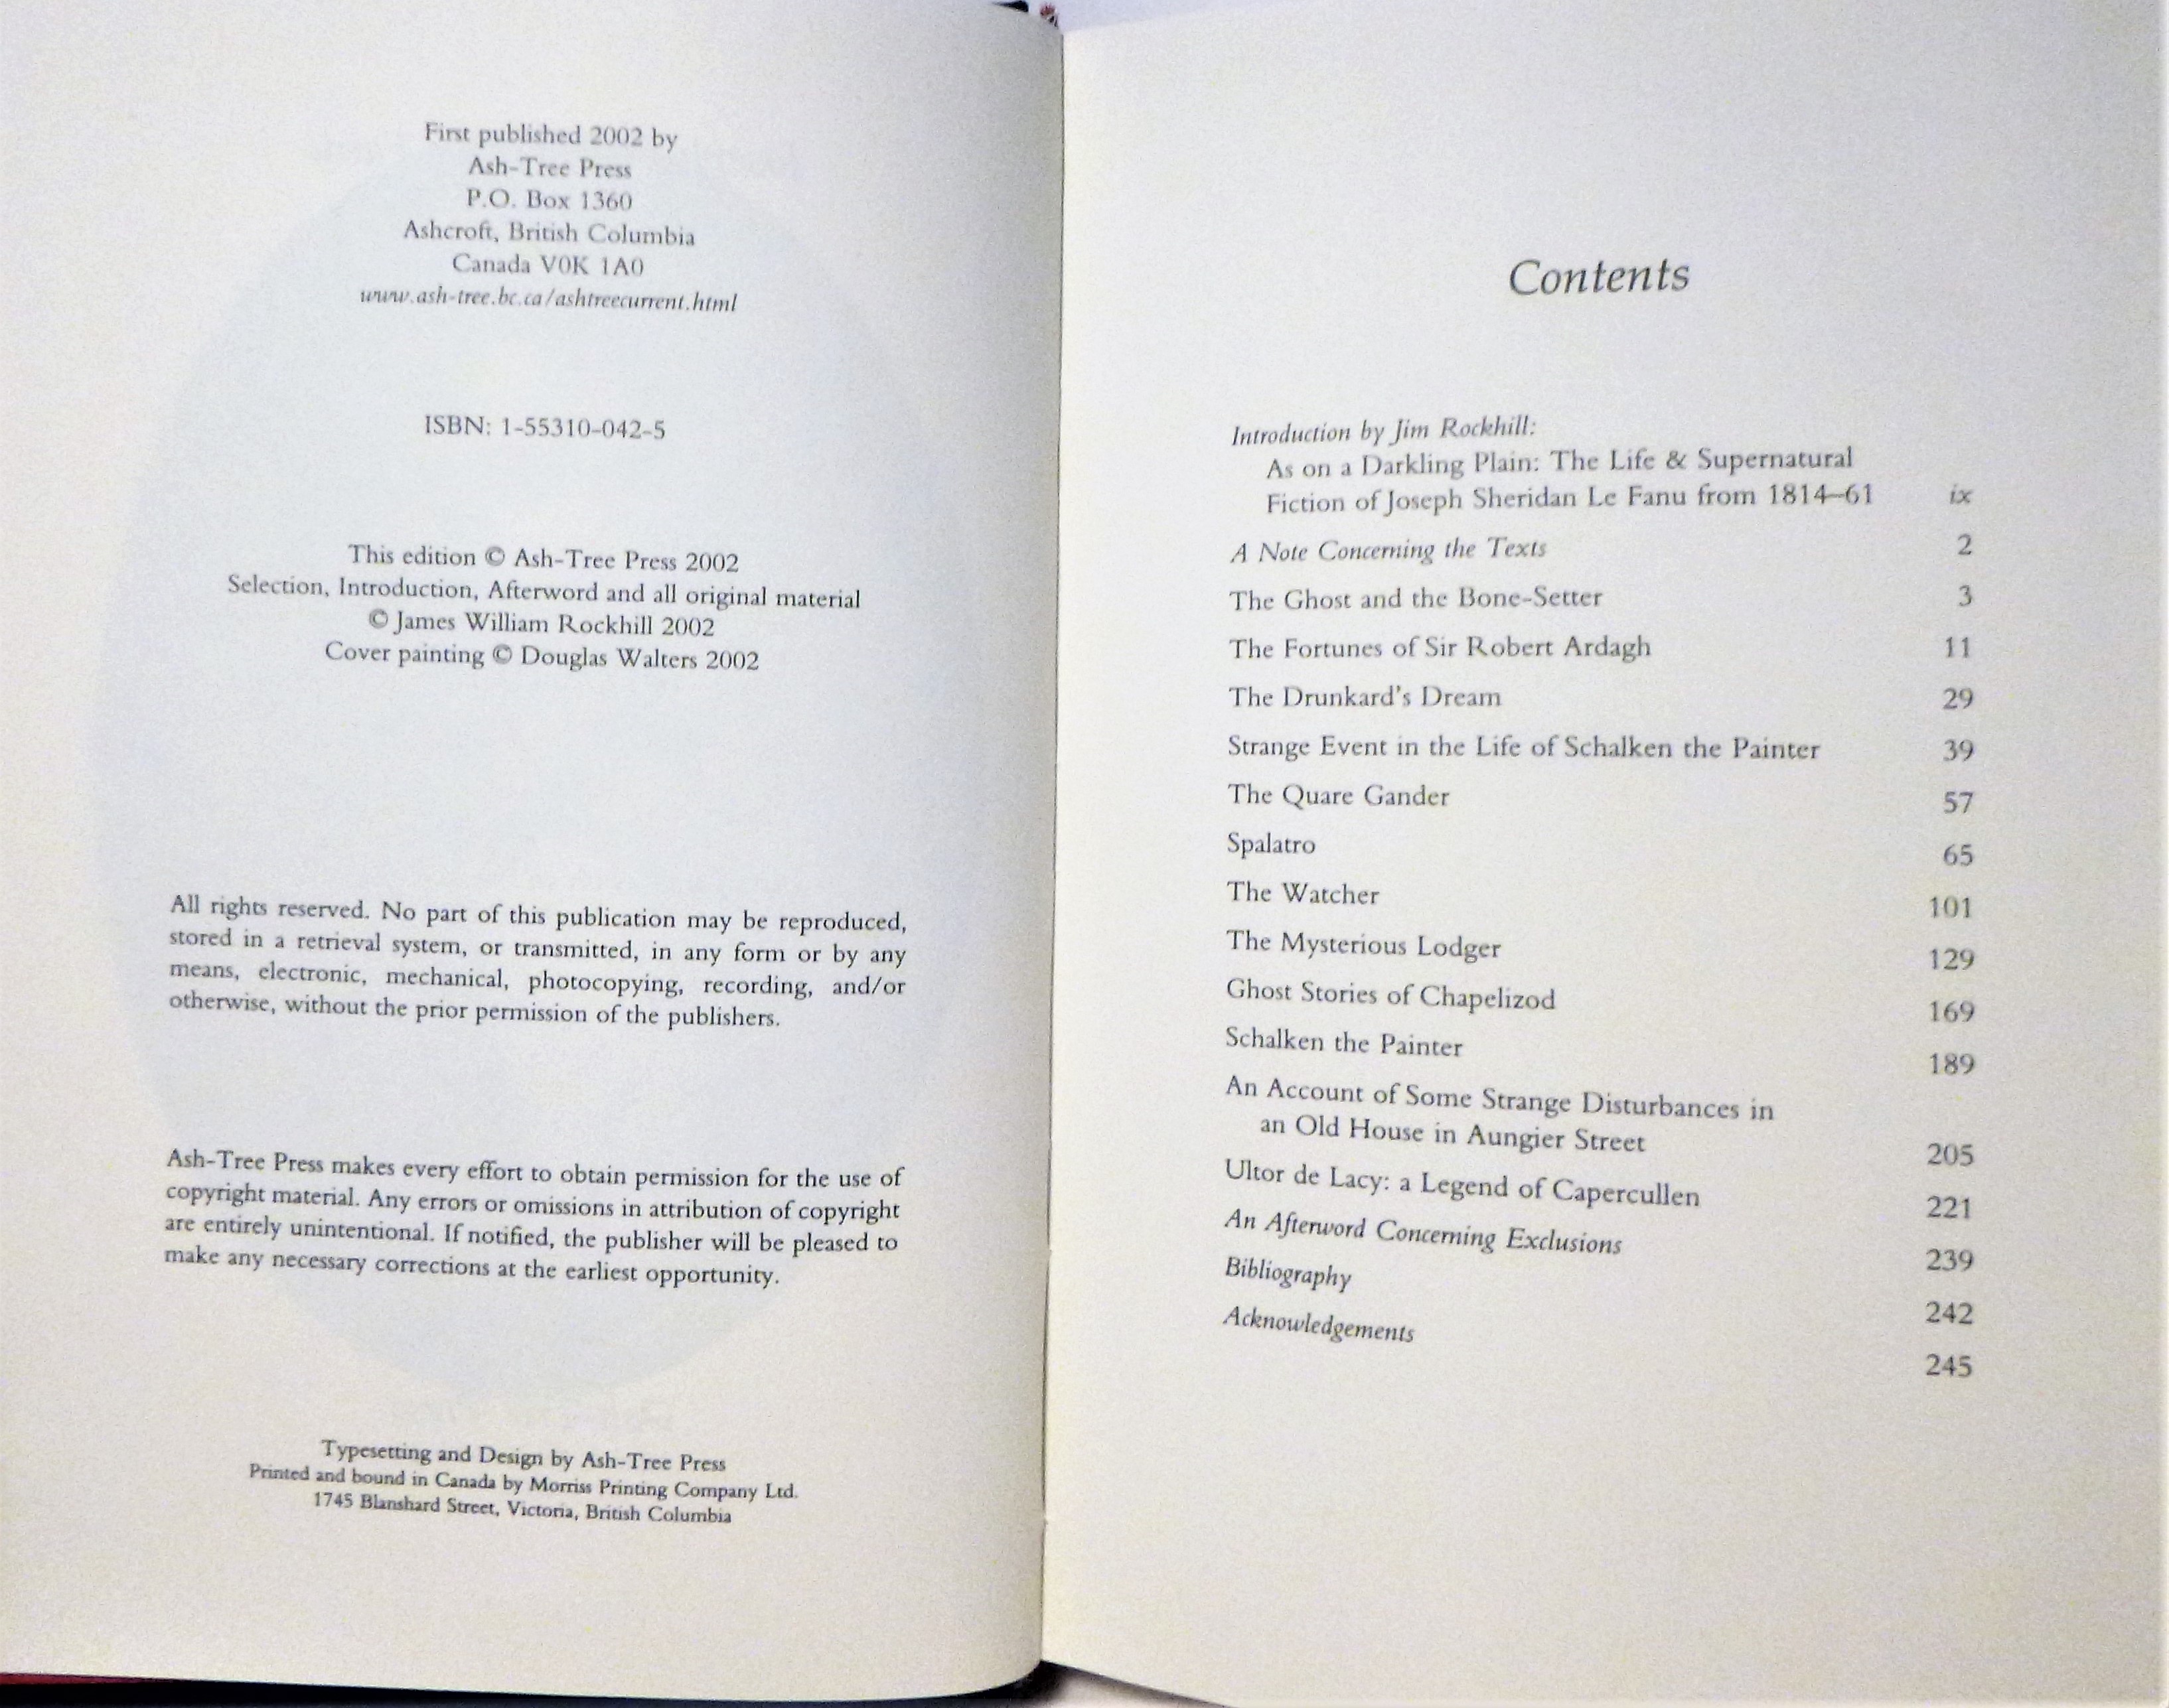 First published 2002 by
Ash-Tree Press
P.O. Box 1360
Ashcroft, British Columbia
Canada V0K 1A0
www.ash-tree.bc.ca/ashtreecurrent.html
ISBN: 1-55310-042-5
This edition © Ash-Tree Press 2002
Selection, Introduction, Afterword and all original material
© James William Rockhill 2002
Cover painting © Douglas Walters 2002
All rights reserved. No part of this publication may be reproduced,
stored in a retrieval system, or transmitted, in any form or by any
means, electronic, mechanical, photocopying, recording, and/or
otherwise, without the prior permission of the publishers.
Ash-Tree Press makes every effort to obtain permission for the use of
copyright material. Any errors or omissions in attribution of copyright
are entirely unintentional. If notified, the publisher will be pleased to
make any necessary corrections at the earliest opportunity.
Typesetting and Design by Ash-Tree Press
Printed and bound in Canada by Morriss Printing Company Ltd.
1745 Blanshard Street, Victoria, British Columbia
Contents
Introduction by Jim Rockhill:
As on a Darkling Plain: The Life & Supernatural
Fiction of Joseph Sheridan Le Fanu from 1814–61 ix
A Note Concerning the Texts 2
The Ghost and the Bone-Setter 3
The Fortunes of Sir Robert Ardagh 11
The Drunkard's Dream 29
Strange Event in the Life of Schalken the Painter 39
The Quare Gander 57
Spalatro 65
The Watcher 101
The Mysterious Lodger 129
Ghost Stories of Chapelizod 169
Schalken the Painter 189
An Account of Some Strange Disturbances in
an Old House in Aungier Street 205
Ultor de Lacy: a Legend of Capercullen 221
An Afterword Concerning Exclusions 239
Bibliography 242
Acknowledgements 245